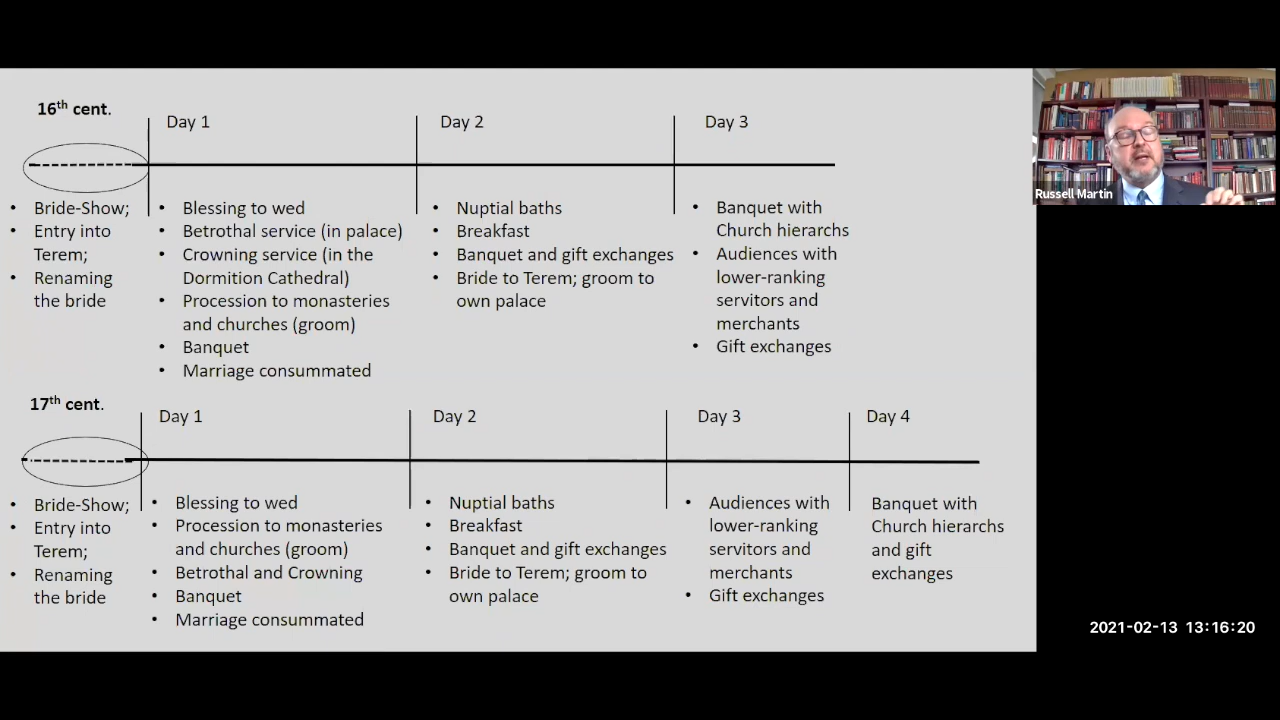 16th cent.
Day 1
Day 2
Day 3
• Bride-Show;
• Entry into
Terem;
• Renaming
the bride
• Blessing to wed
• Betrothal service (in palace)
• Crowning service (in the
Dormition Cathedral)
• Procession to monasteries
and churches (groom)
• Banquet
• Marriage consummated
• Nuptial baths
• Breakfast
• Banquet and gift exchanges
• Bride to Terem; groom to
own palace
• Banquet with
Church hierarchs
• Audiences with
lower-ranking
servitors and
merchants
• Gift exchanges
17th cent.
Day 1
Day 2
Day 3
Day 4
• Bride-Show;
• Entry into
Terem;
• Renaming
the bride
• Blessing to wed
• Procession to monasteries
and churches (groom)
• Betrothal and Crowning
• Banquet
• Marriage consummated
• Nuptial baths
• Breakfast
• Banquet and gift exchanges
• Bride to Terem; groom to
own palace
• Audiences with
lower-ranking
servitors and
merchants
• Gift exchanges
Banquet with
Church hierarchs
and gift
exchanges
Russell Martin
2021-02-13 13:16:20